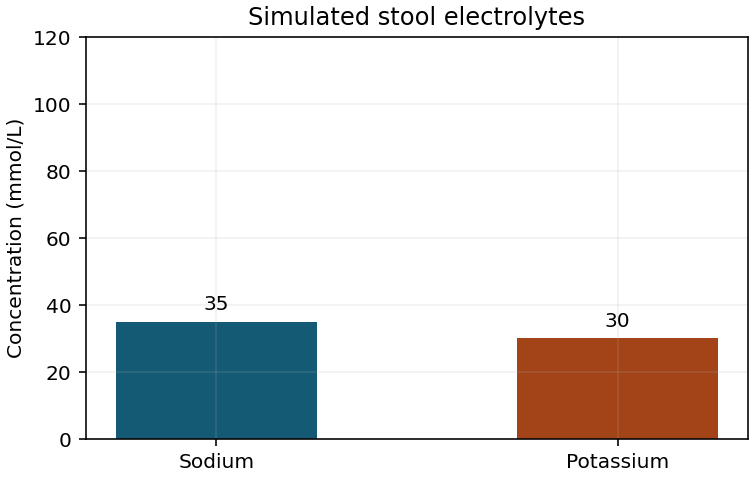 Simulated stool electrolytes
Concentration (mmol/L)
120
100
80
60
40
20
0
35
30
Sodium
Potassium